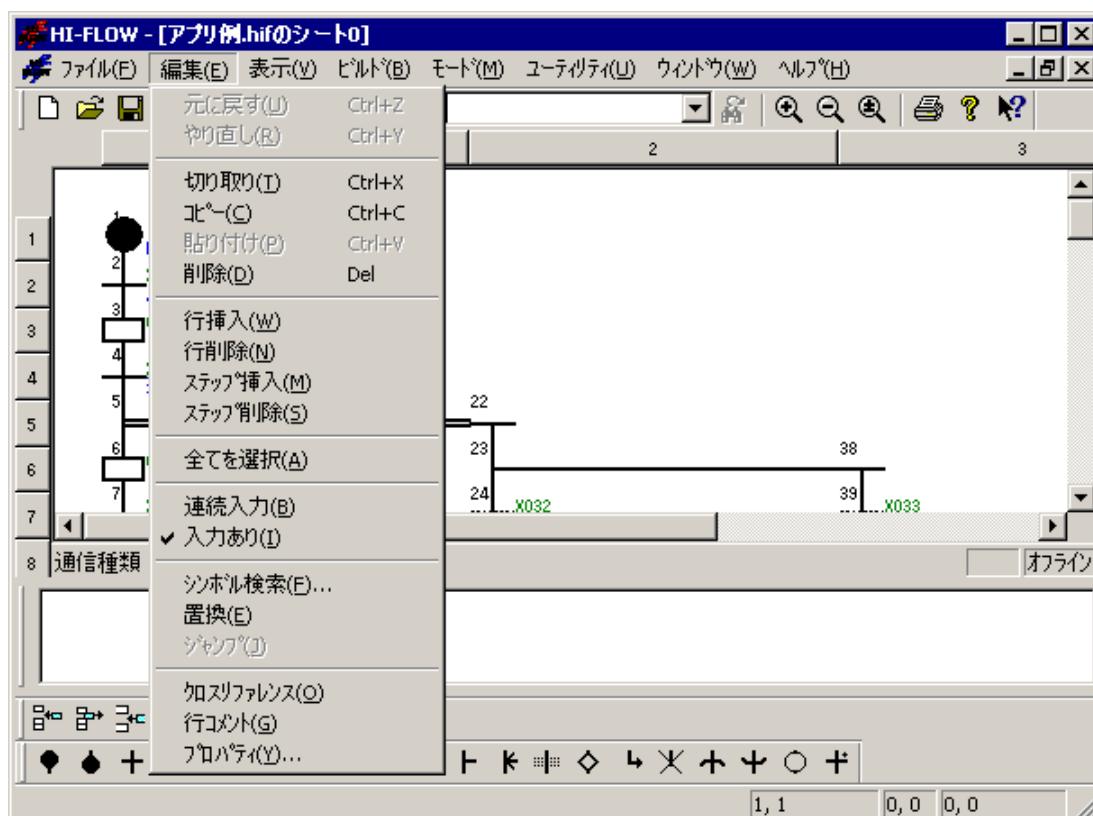 HI-FLOW - [アプリ例.hifのシート0]
ﾌｧｲﾙ(F) 編集(E) 表示(V) ﾋﾞﾙﾄﾞ(B) ﾓｰﾄﾞ(M) ﾕｰﾃｨﾘﾃｨ(U) ｳｨﾝﾄﾞｳ(W) ﾍﾙﾌﾟ(H)
元に戻す(U) Ctrl+Z
やり直し(R) Ctrl+Y
切り取り(T) Ctrl+X
ｺﾋﾟｰ(C) Ctrl+C
貼り付け(P) Ctrl+V
削除(D) Del
行挿入(W)
行削除(N)
ｽﾃｯﾌﾟ挿入(M)
ｽﾃｯﾌﾟ削除(S)
全てを選択(A)
連続入力(B)
入力あり(I)
ｼﾝﾎﾞﾙ検索(F)...
置換(E)
ｼﾞｬﾝﾌﾟ(J)
ｸﾛｽﾘﾌｧﾚﾝｽ(O)
行ｺﾒﾝﾄ(G)
ﾌﾟﾛﾊﾟﾃｨ(Y)...
2 3
1
2
3
4
5
6
7
8
1
2
3
4
5
6
7
22
23
24 X032
38
39 X033
通信種類
ｵﾌﾗｲﾝ
1, 1 0, 0 0, 0